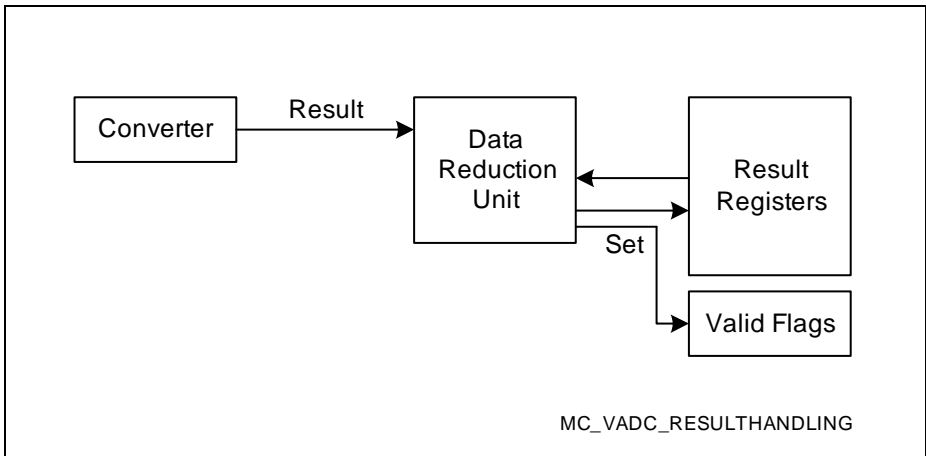 Converter
Result
Data
Reduction
Unit
Result
Registers
Set
Valid Flags
MC_VADC_RESULTHANDLING